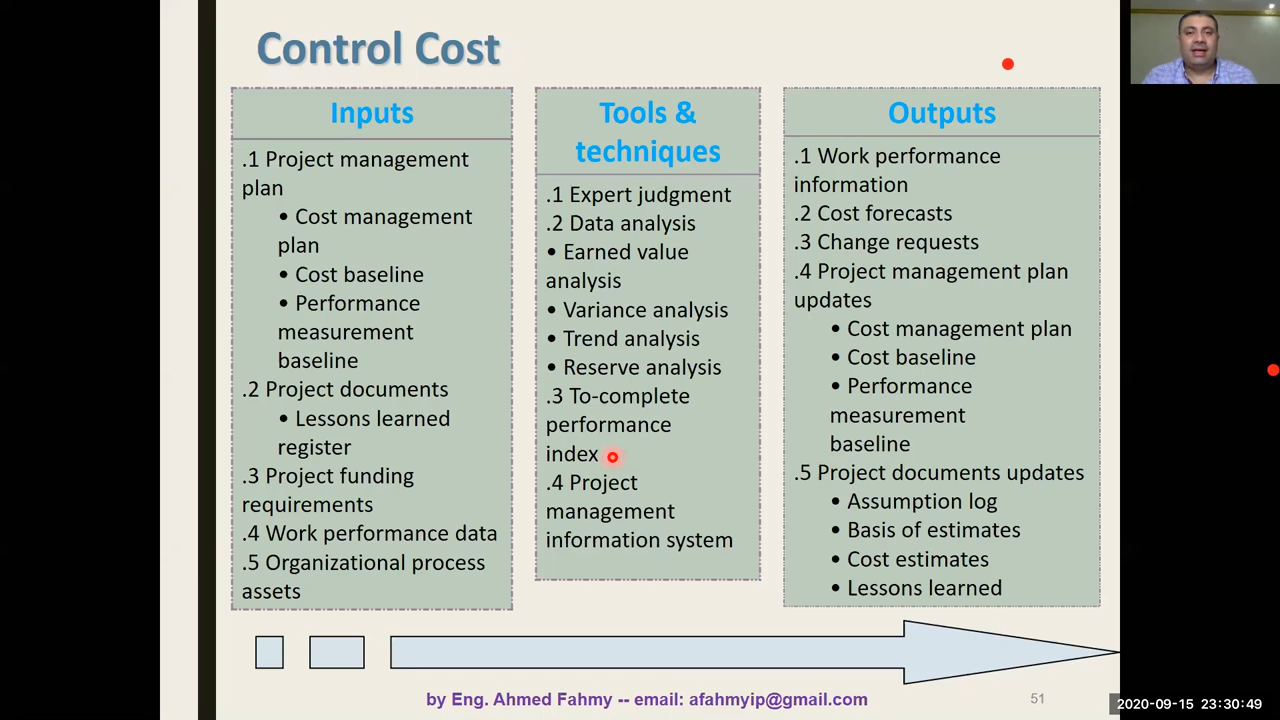 Control Cost
Inputs
.1 Project management
plan
• Cost management
plan
• Cost baseline
• Performance
measurement
baseline
.2 Project documents
• Lessons learned
register
.3 Project funding
requirements
.4 Work performance data
.5 Organizational process
assets
Tools &
techniques
.1 Expert judgment
.2 Data analysis
• Earned value
analysis
• Variance analysis
• Trend analysis
• Reserve analysis
.3 To-complete
performance
index
.4 Project
management
information system
Outputs
.1 Work performance
information
.2 Cost forecasts
.3 Change requests
.4 Project management plan
updates
• Cost management plan
• Cost baseline
• Performance
measurement
baseline
.5 Project documents updates
• Assumption log
• Basis of estimates
• Cost estimates
• Lessons learned
by Eng. Ahmed Fahmy -- email: afahmyip@gmail.com
51
2020-09-15 23:30:49